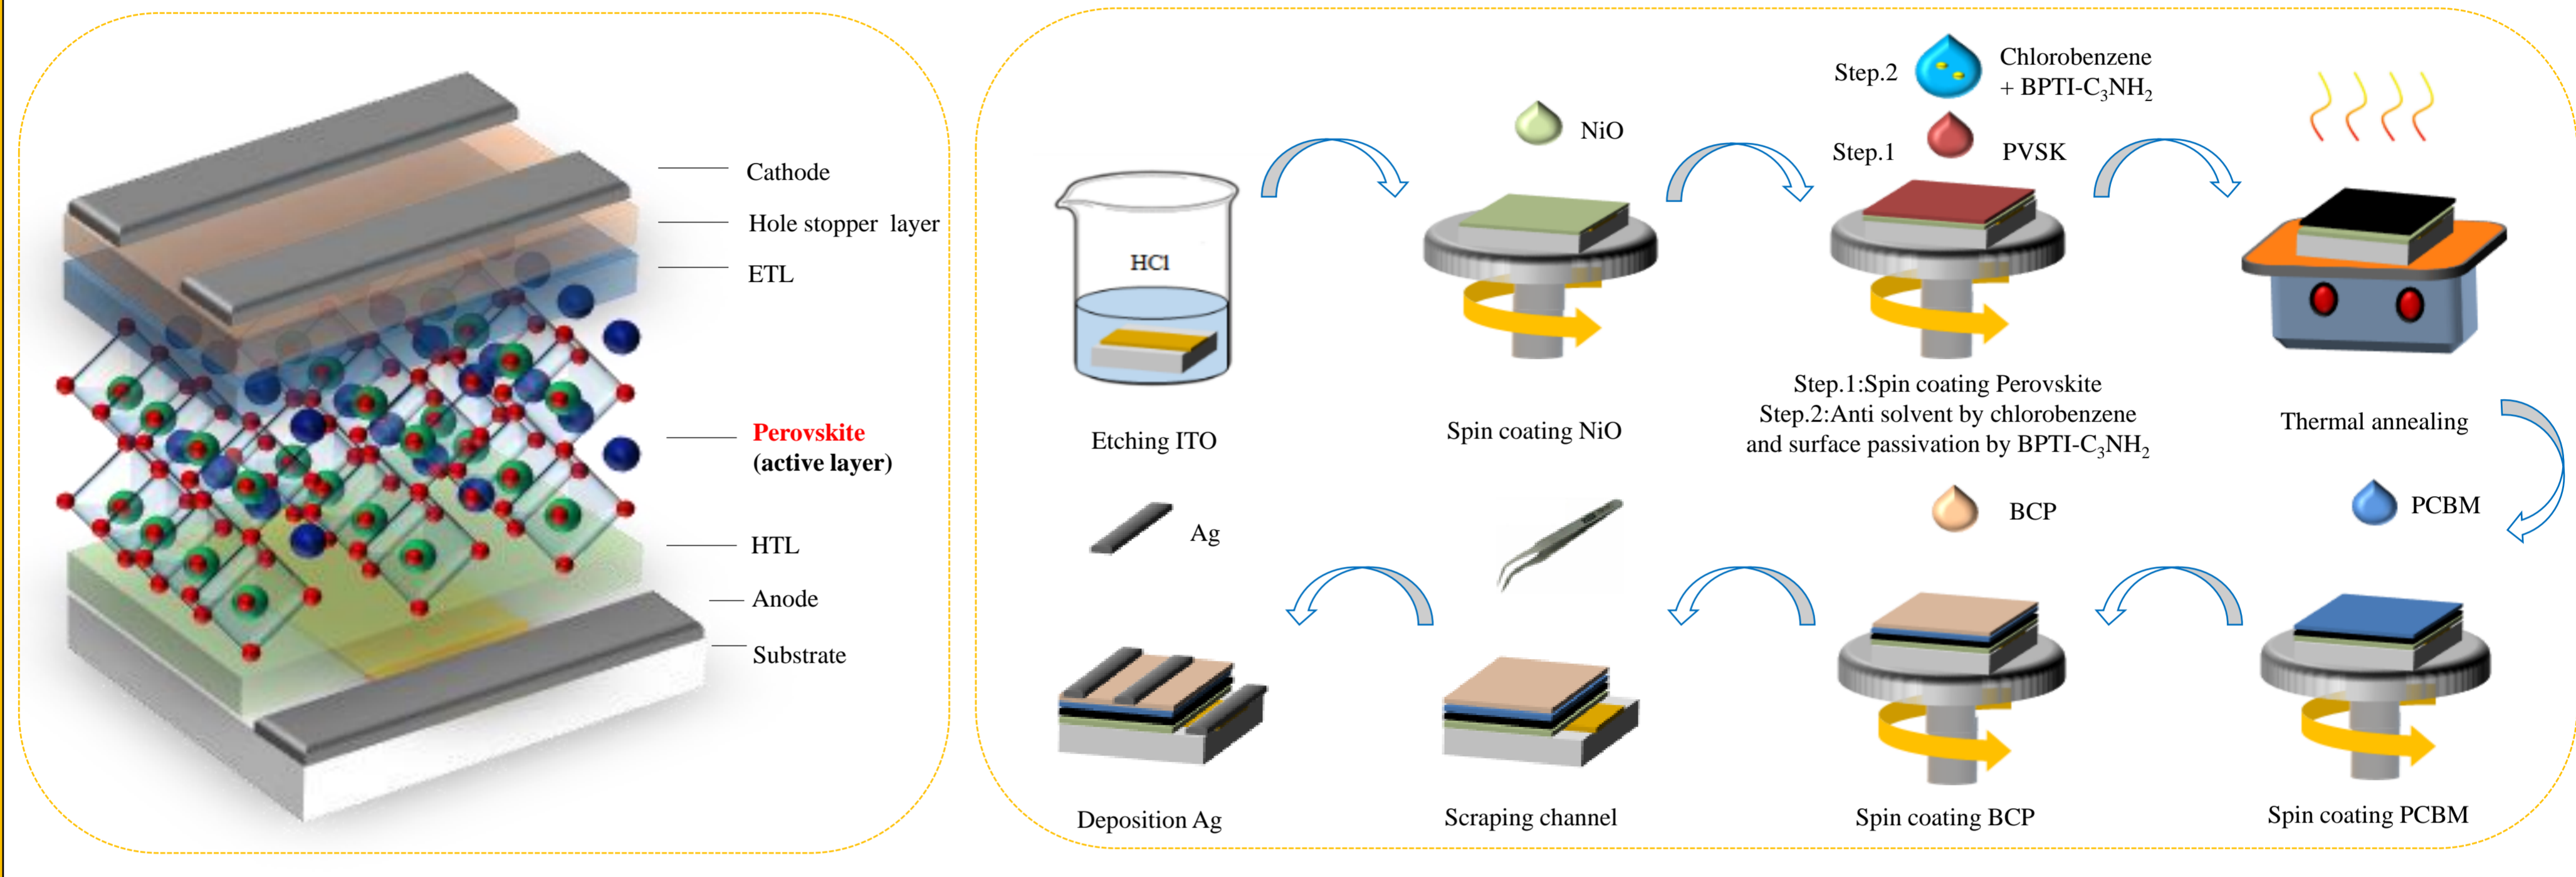 Cathode
Hole stopper layer
ETL
Perovskite
(active layer)
HTL
Anode
Substrate
HCl
Etching ITO
NiO
Spin coating NiO
Step.2
Chlorobenzene
+ BPTI-C₃NH₂
Step.1
PVSK
Step.1:Spin coating Perovskite
Step.2:Anti solvent by chlorobenzene
and surface passivation by BPTI-C₃NH₂
Thermal annealing
PCBM
Spin coating PCBM
BCP
Spin coating BCP
Scraping channel
Ag
Deposition Ag